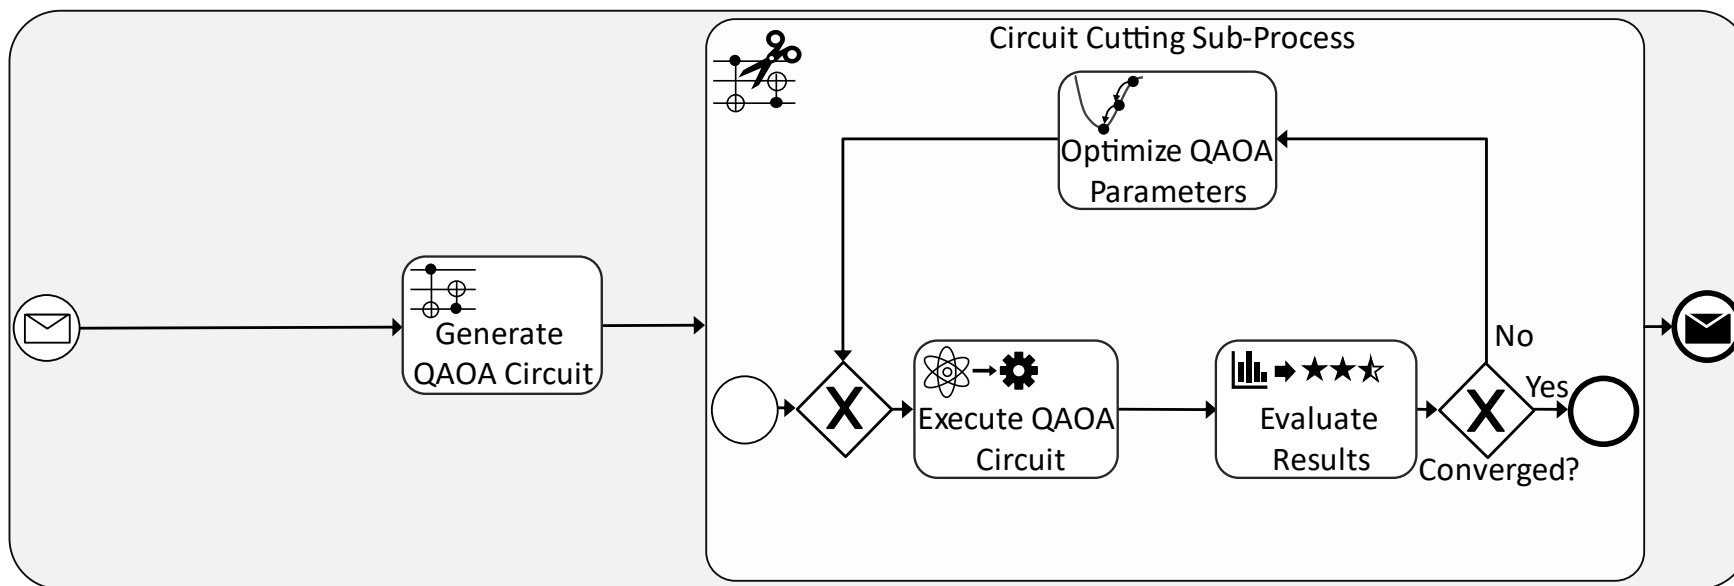 Circuit Cutting Sub-Process
Optimize QAOA
Parameters
Generate
QAOA Circuit
X
Execute QAOA
Circuit
Evaluate
Results
X
No
Yes
Converged?